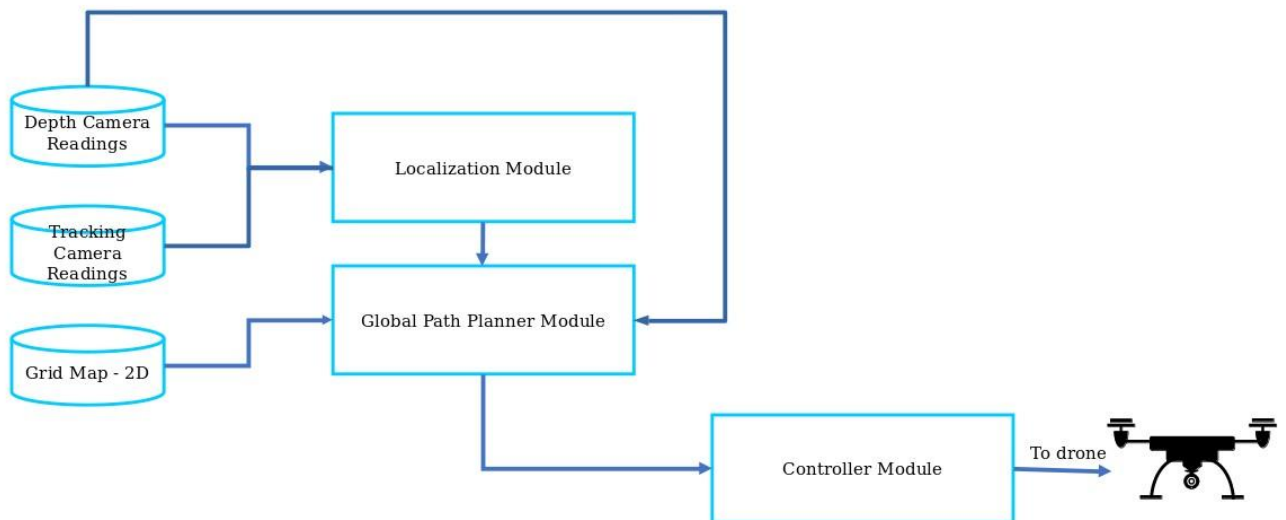 Depth Camera
Readings
Localization Module
Tracking
Camera
Readings
Global Path Planner Module
Grid Map - 2D
Controller Module
To drone